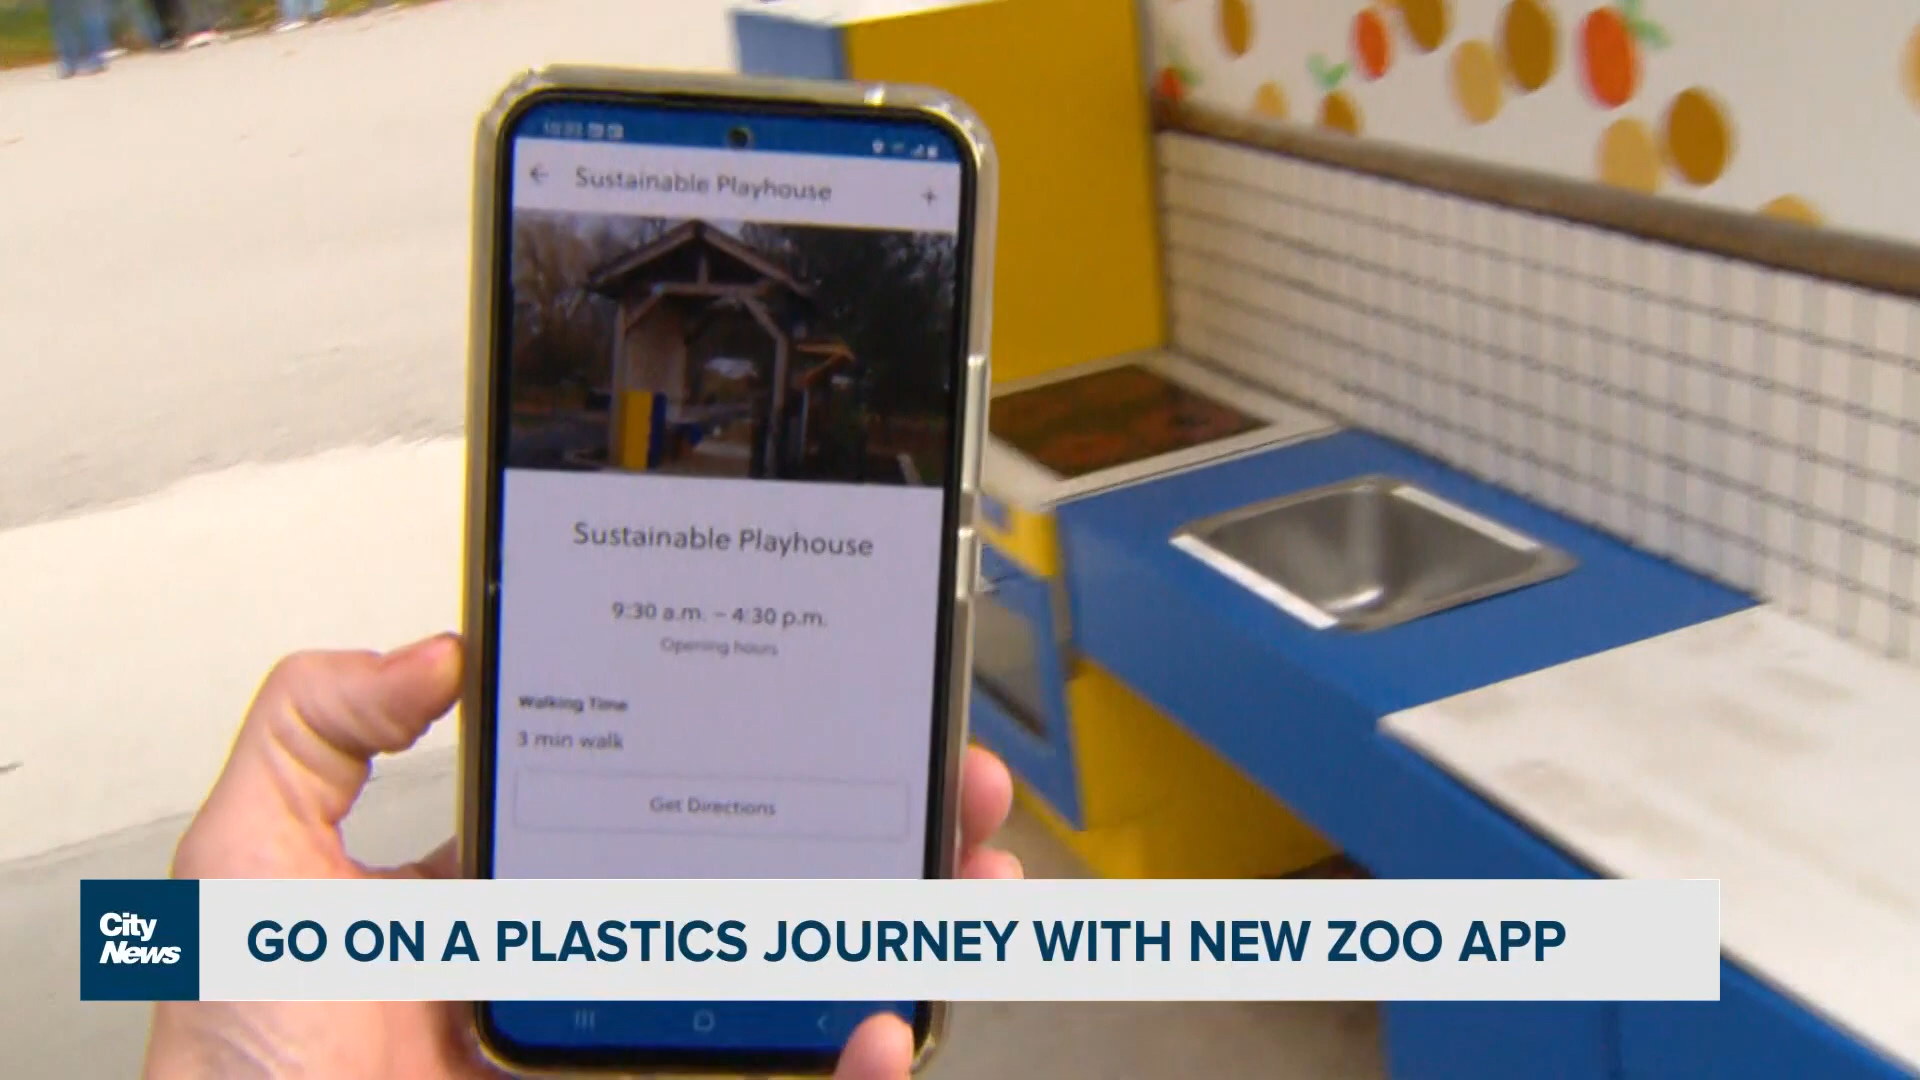 Sustainable Playhouse
Sustainable Playhouse
9:30 a.m. – 4:30 p.m.
Opening hours
Walking Time
3 min walk
Get Directions
City
News
GO ON A PLASTICS JOURNEY WITH NEW ZOO APP